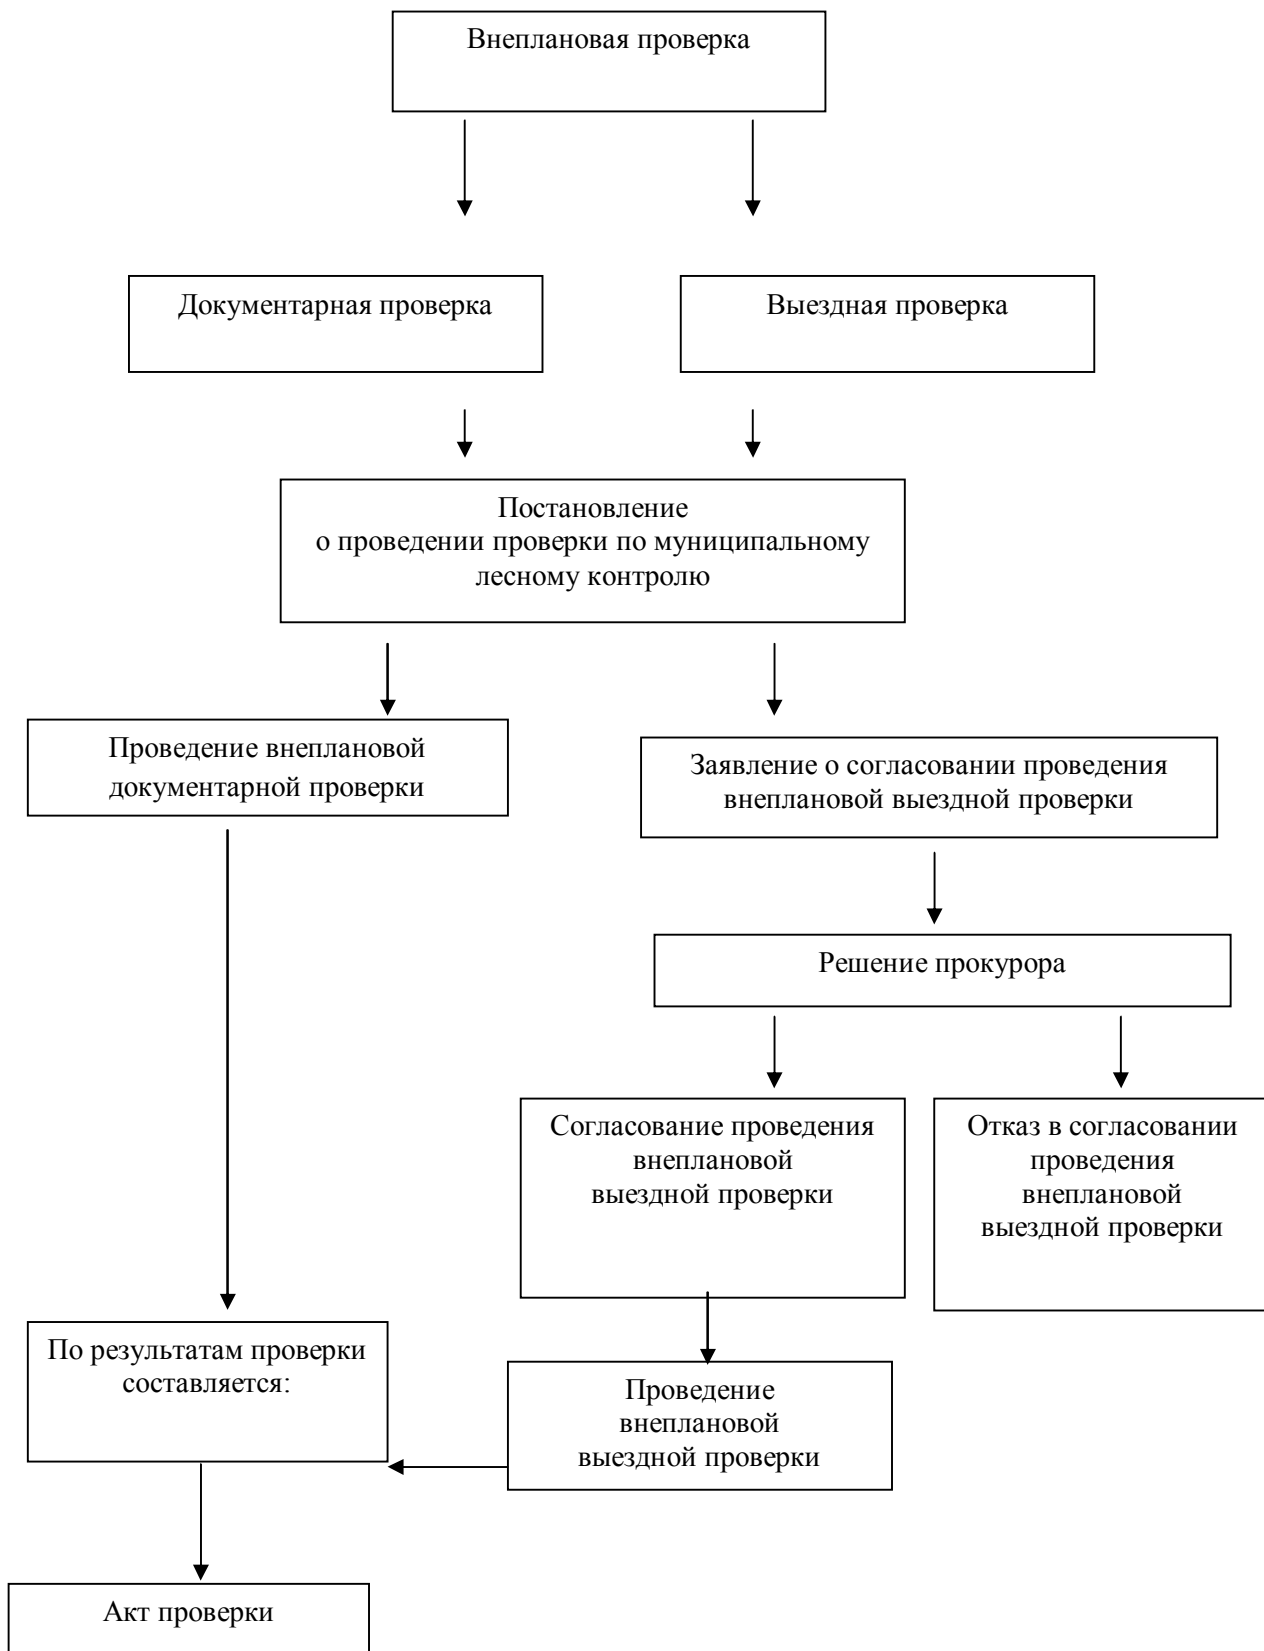 Внеплановая проверка
Документарная проверка
Выездная проверка
Постановление
о проведении проверки по муниципальному
лесному контролю
Проведение внеплановой
документарной проверки
Заявление о согласовании проведения
внеплановой выездной проверки
Решение прокурора
Согласование проведения
внеплановой
выездной проверки
Отказ в согласовании
проведения
внеплановой
выездной проверки
По результатам проверки
составляется:
Проведение
внеплановой
выездной проверки
Акт проверки